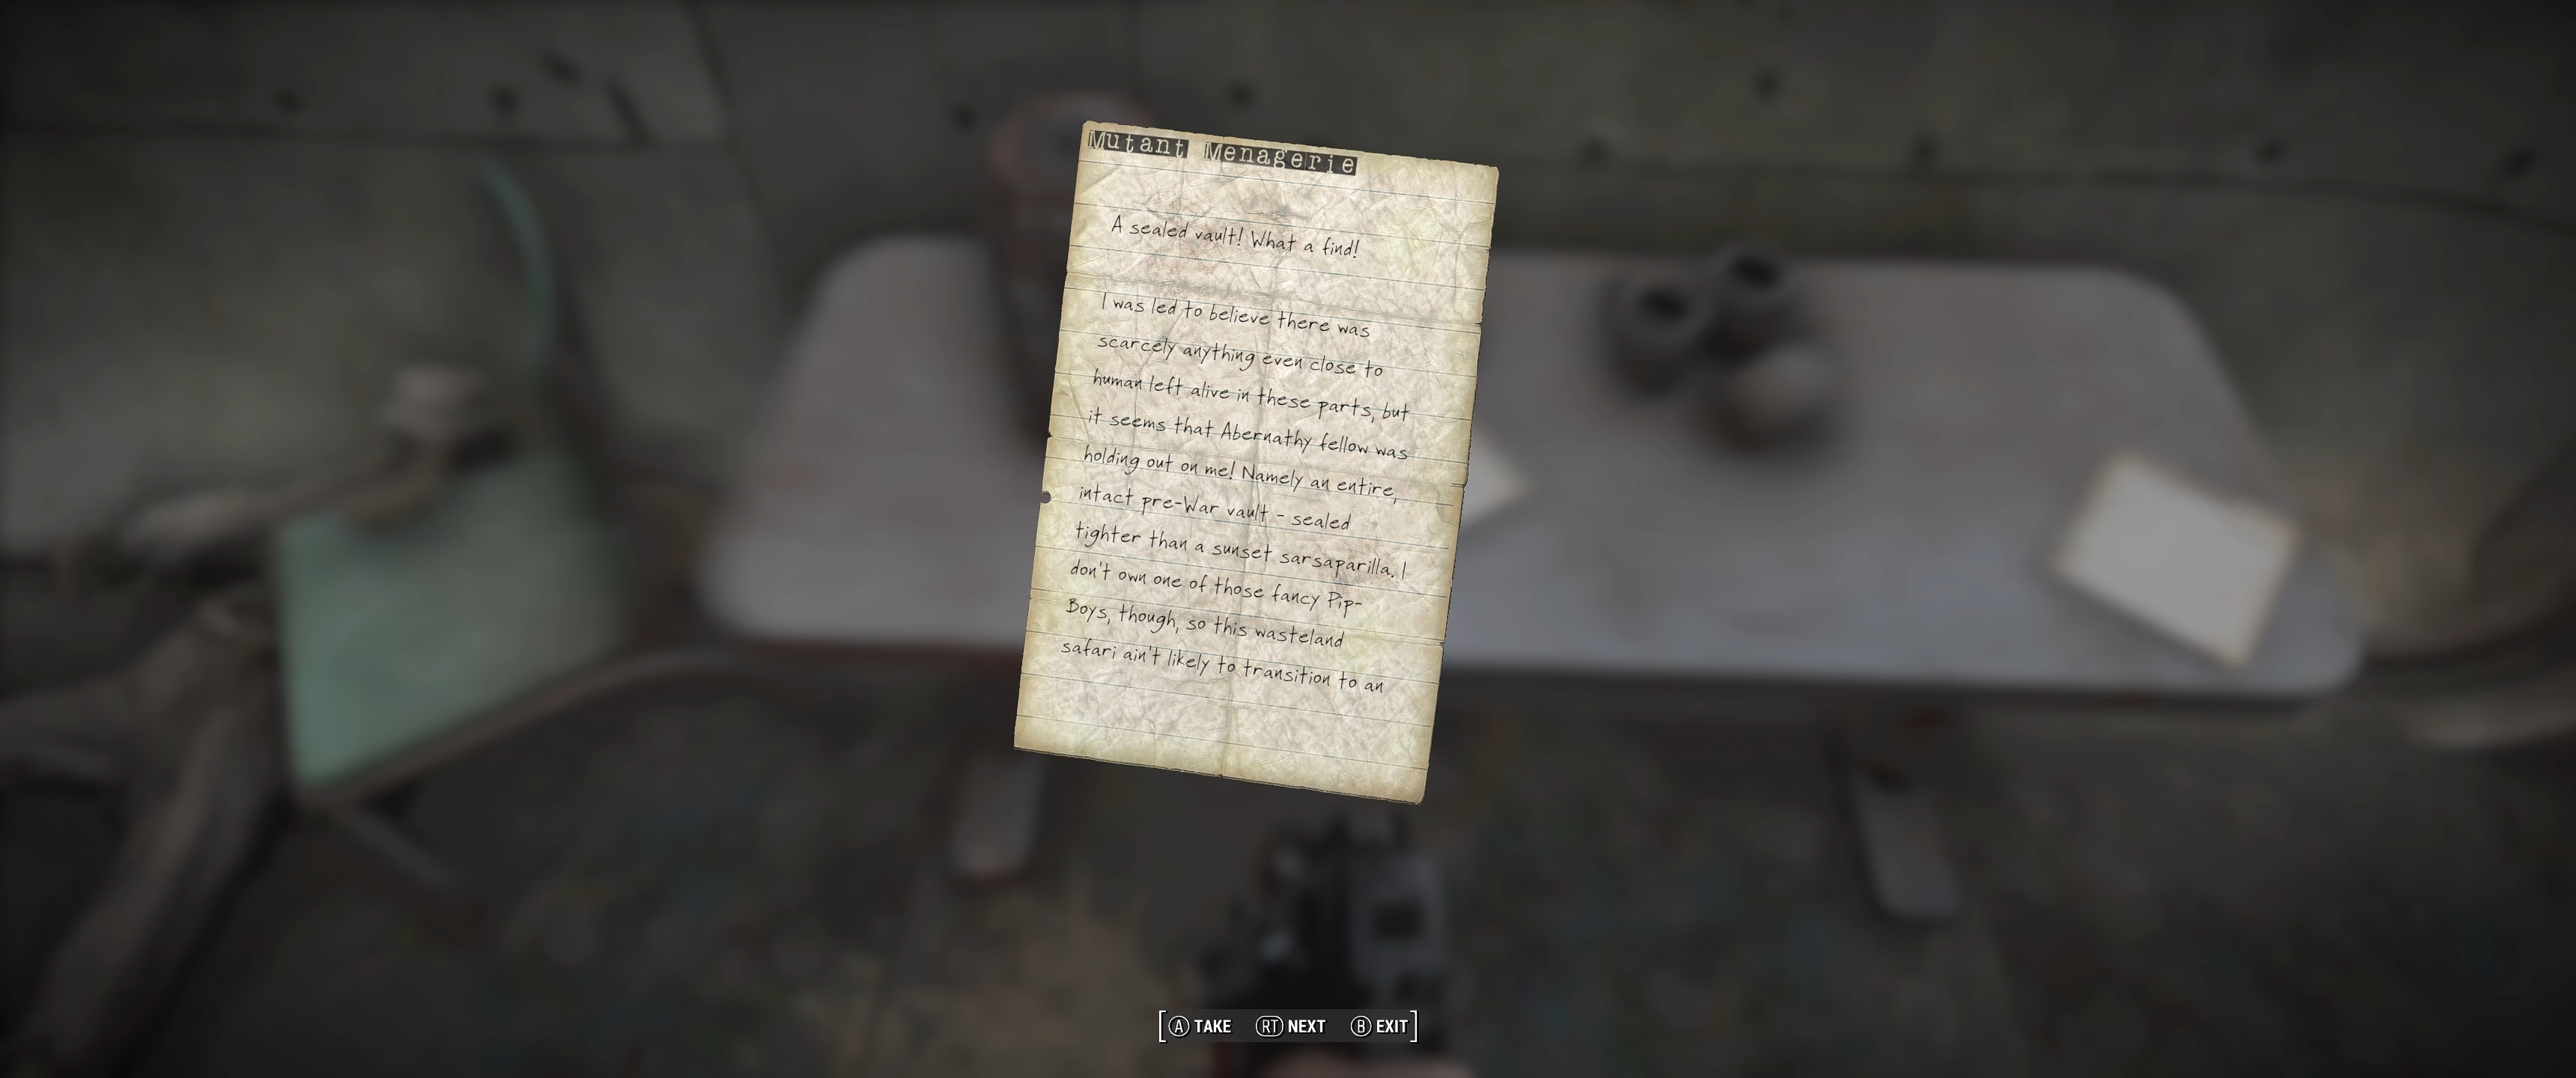 Mutant Menagerie
A sealed vault! What a find!
I was led to believe there was
scarcely anything even close to
human left alive in these parts, but
it seems that Abernathy fellow was
holding out on me! Namely an entire,
intact pre-War vault - sealed
tighter than a sunset sarsaparilla. I
don't own one of those fancy Pip-
Boys, though, so this wasteland
safari ain't likely to transition to an
[Ⓐ TAKE RT NEXT Ⓑ EXIT]